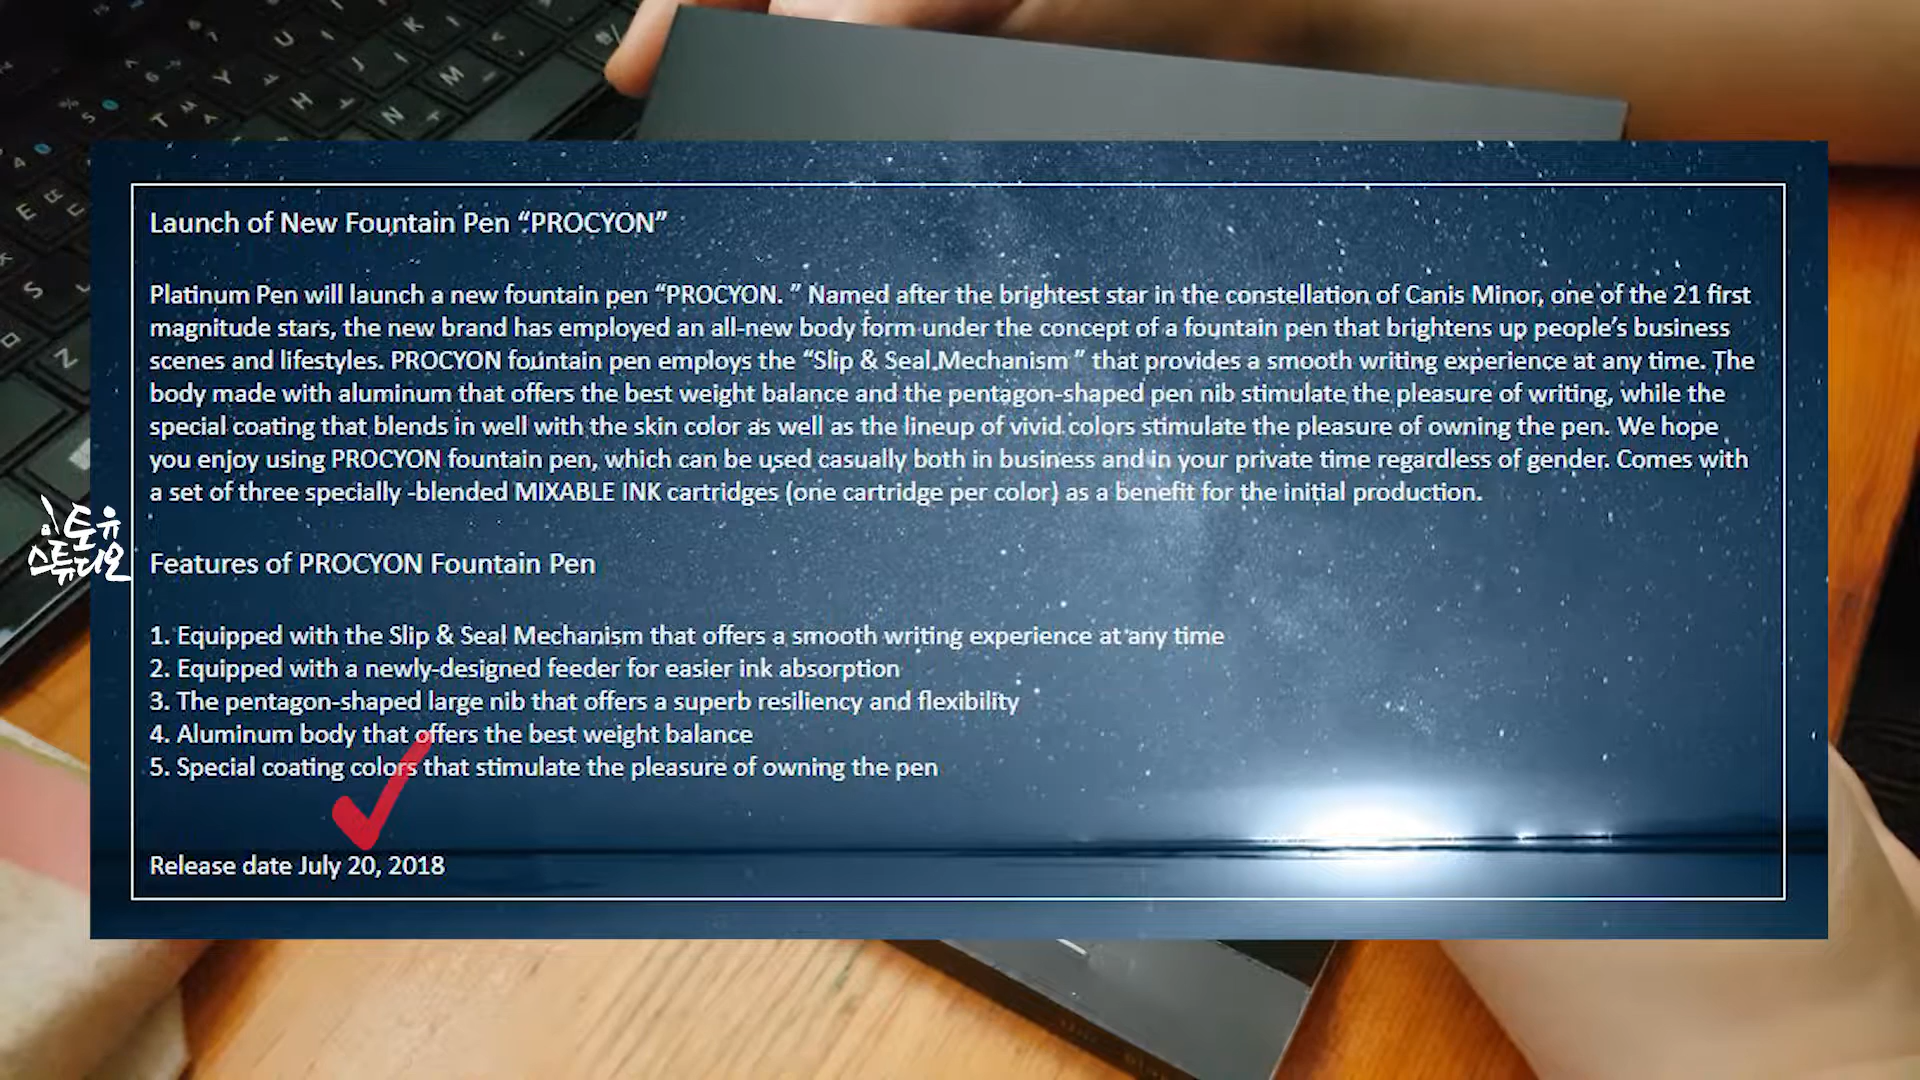 Launch of New Fountain Pen “PROCYON”
Platinum Pen will launch a new fountain pen “PROCYON. ” Named after the brightest star in the constellation of Canis Minor, one of the 21 first
magnitude stars, the new brand has employed an all-new body form under the concept of a fountain pen that brightens up people’s business
scenes and lifestyles. PROCYON fountain pen employs the “Slip & Seal Mechanism ” that provides a smooth writing experience at any time. The
body made with aluminum that offers the best weight balance and the pentagon-shaped pen nib stimulate the pleasure of writing, while the
special coating that blends in well with the skin color as well as the lineup of vivid colors stimulate the pleasure of owning the pen. We hope
you enjoy using PROCYON fountain pen, which can be used casually both in business and in your private time regardless of gender. Comes with
a set of three specially -blended MIXABLE INK cartridges (one cartridge per color) as a benefit for the initial production.
토유
스튜디오
Features of PROCYON Fountain Pen
1. Equipped with the Slip & Seal Mechanism that offers a smooth writing experience at any time
2. Equipped with a newly-designed feeder for easier ink absorption
3. The pentagon-shaped large nib that offers a superb resiliency and flexibility
4. Aluminum body that offers the best weight balance
5. Special coating colors that stimulate the pleasure of owning the pen
Release date July 20, 2018